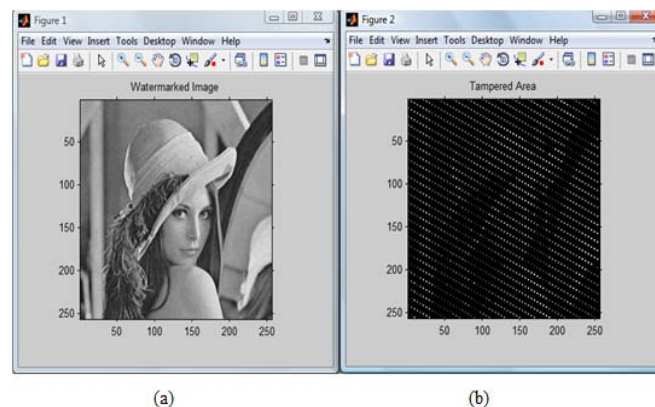 Figure 1
File Edit View Insert Tools Desktop Window Help
Watermarked Image
50
100
150
200
250
50 100 150 200 250
(a)
Figure 2
File Edit View Insert Tools Desktop Window Help
Tampered Area
50
100
150
200
250
50 100 150 200 250
(b)